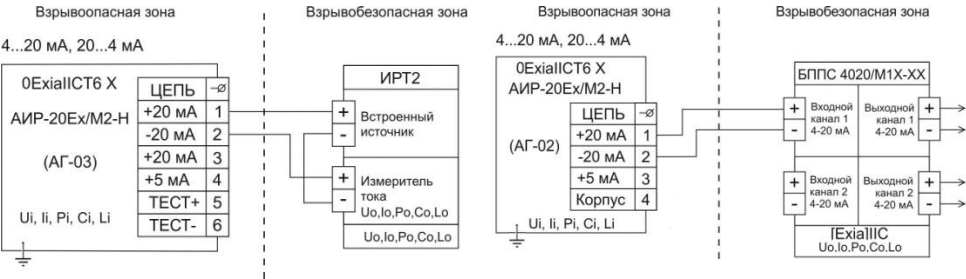 Взрывоопасная зона
Взрывобезопасная зона
4...20 мА, 20...4 мА
0ExiaIICT6 X
АИР-20Ex/M2-Н
(АГ-03)
Ui, Ii, Pi, Ci, Li
ЦЕПЬ
+20 мА 1
-20 мА 2
+20 мА 3
+5 мА 4
ТЕСТ+ 5
ТЕСТ- 6
ИРТ2
+
-
Встроенный
источник
+
-
Измеритель
тока
Uo,Io,Po,Co,Lo
Uo,Io,Po,Co,Lo
Взрывоопасная зона
Взрывобезопасная зона
4...20 мА, 20...4 мА
0ExiaIICT6 X
АИР-20Ex/M2-Н
(АГ-02)
ЦЕПЬ
+20 мА 1
-20 мА 2
+5 мА 3
Корпус 4
Ui, Ii, Pi, Ci, Li
БППС 4020/М1Х-ХХ
+
-
Входной
канал 1
4-20 мА
Выходной
канал 1
4-20 мА
+
-
+
-
Входной
канал 2
4-20 мА
Выходной
канал 2
4-20 мА
+
-
[Exia]IIC
Uo,Io,Po,Co,Lo